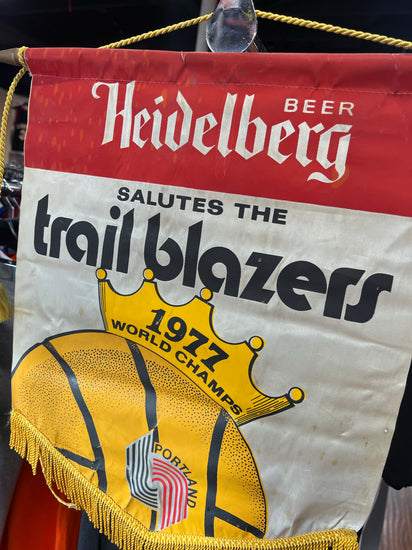 BEER
Heidelberg
SALUTES THE
trail blazers
1977
WORLD CHAMPS
PORTLAND